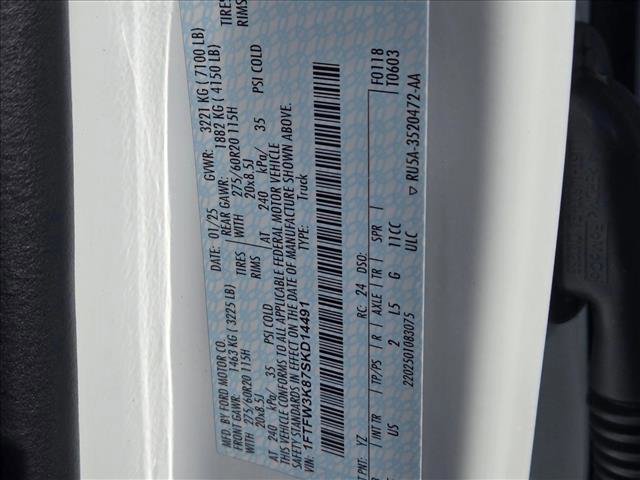 MFD. BY FORD MOTOR CO.
DATE: 01/25 GVWR: 3221 KG ( 7100 LB)
FRONT GAWR: 1463 KG ( 3225 LB) REAR GAWR: 1882 KG ( 4150 LB)
WITH 275/60R20 115H TIRES WITH 275/60R20 115H TIRES
20x8.5J RIMS 20x8.5J RIMS
AT 240 kPa/ 35 PSI COLD AT 240 kPa/ 35 PSI COLD
THIS VEHICLE CONFORMS TO ALL APPLICABLE FEDERAL MOTOR VEHICLE
SAFETY STANDARDS IN EFFECT ON THE DATE OF MANUFACTURE SHOWN ABOVE.
VIN: 1FTFW3K87SKD14491 TYPE: Truck
F0118
T0603
EXT PNT: YZ RC: 24 DSO:
INT TR TP/PS R AXLE TR SPR
US 2 L5 G 11CC
2202501083075 ULC ▽ RU5A-3520472-AA